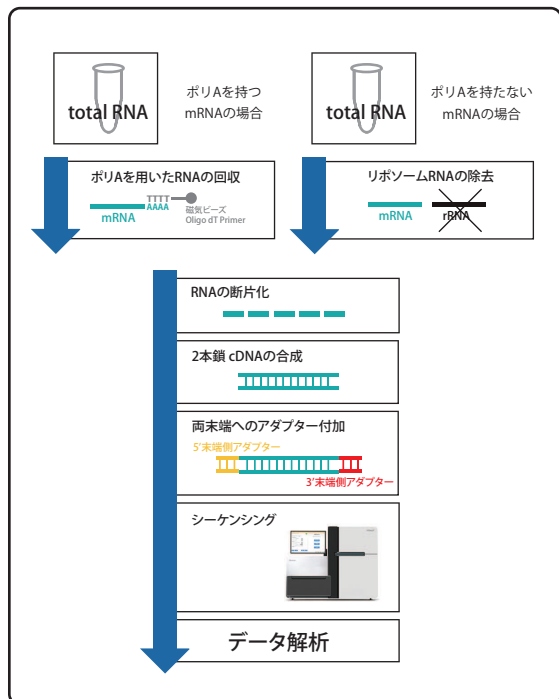 total RNA
ポリAを持つ
mRNAの場合
total RNA
ポリAを持たない
mRNAの場合
ポリAを用いたRNAの回収
TTTT
AAAA
mRNA
磁気ビーズ
Oligo dT Primer
リポソームRNAの除去
mRNA
rRNA
RNAの断片化
2本鎖 cDNAの合成
両末端へのアダプター付加
5’末端側アダプター
3’末端側アダプター
シーケンシング
データ解析